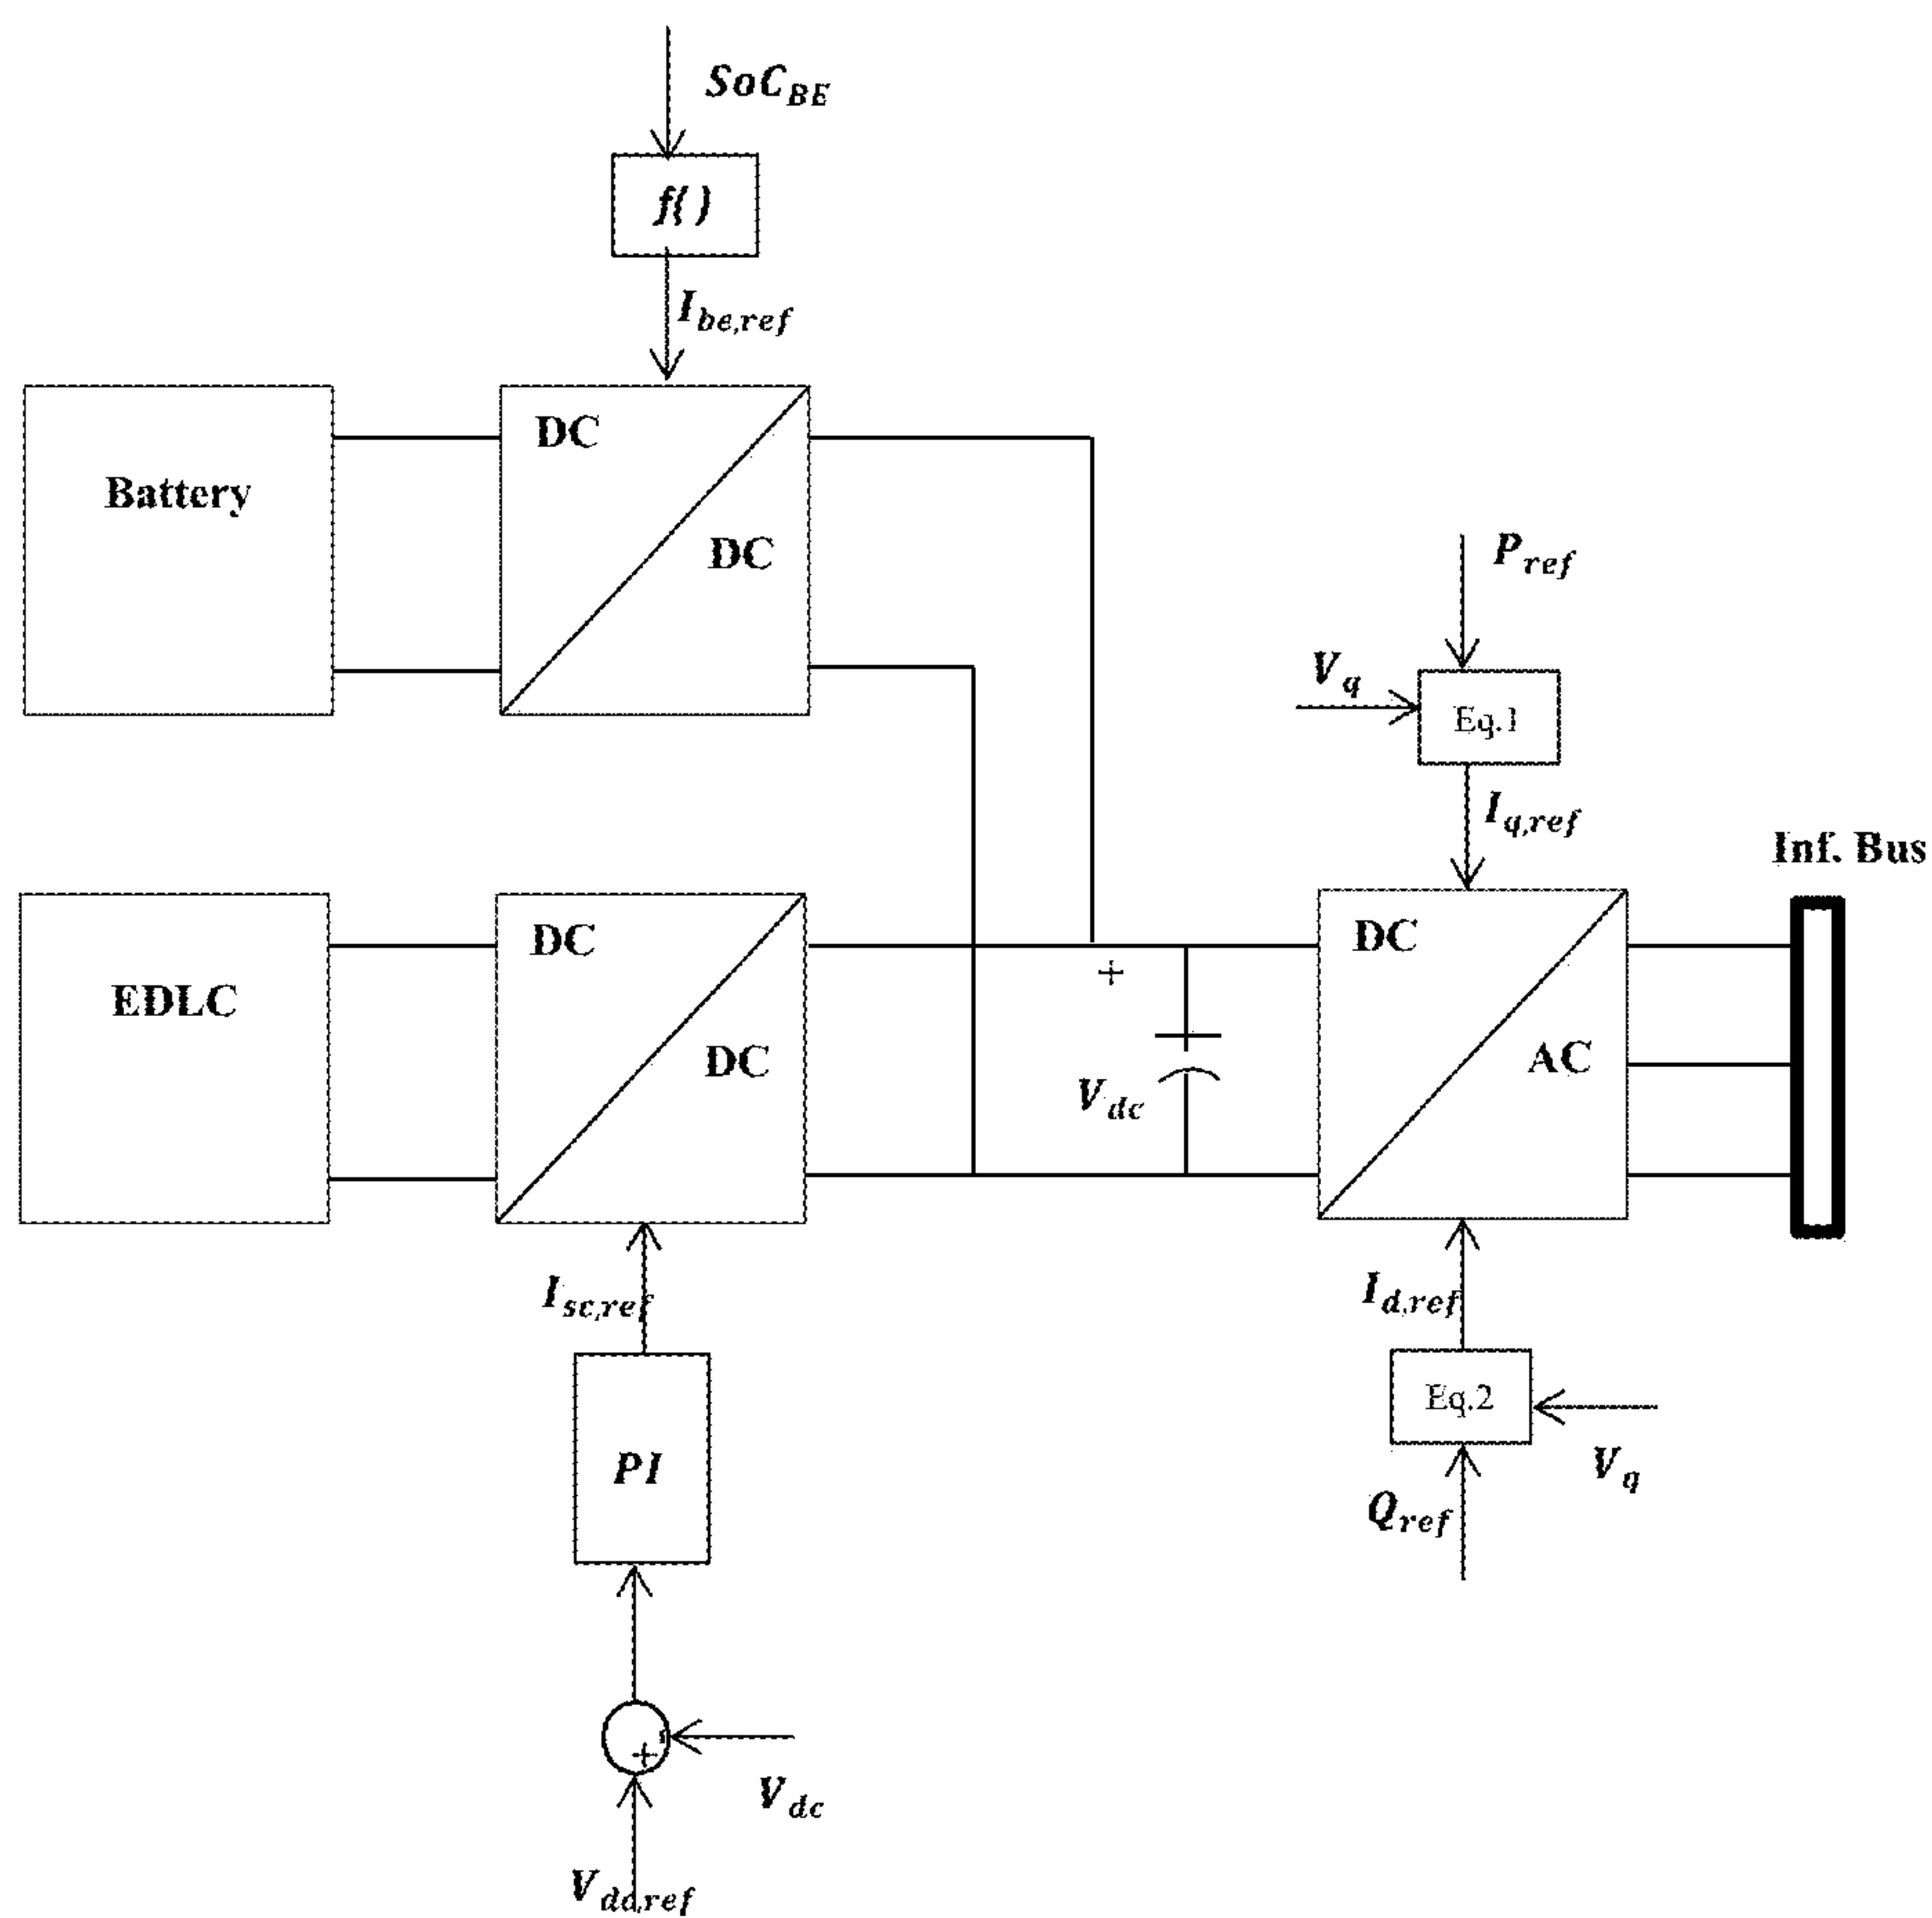 SoC_BE
f()
I_be,ref
DC
Battery
DC
P_ref
V_q
Eq.1
I_q,ref
Inf. Bus
DC
DC
EDLC
+
AC
DC
V_dc
I_sc,ref
I_d,ref
Eq.2
PI
V_q
Q_ref
+
V_dc
V_dc,ref